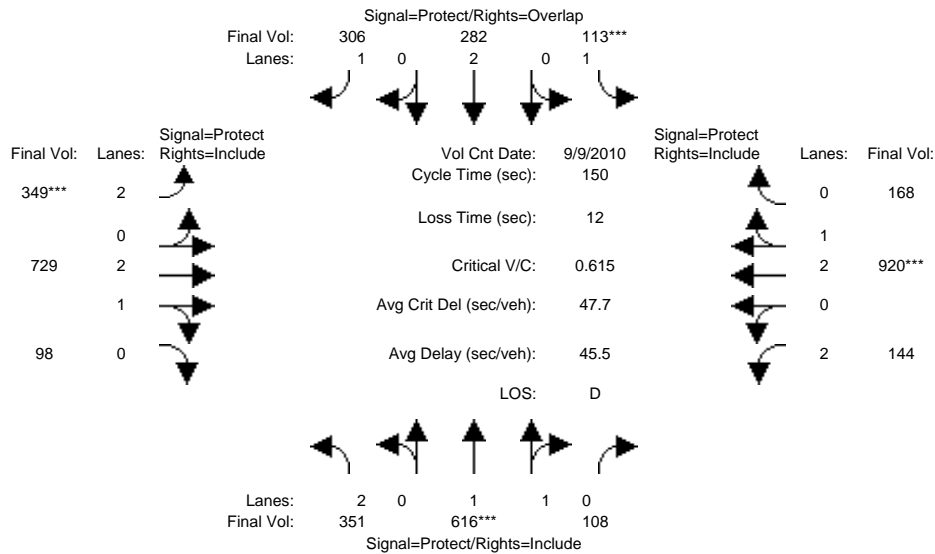 Signal=Protect/Rights=Overlap
Final Vol: 306 282 113***
Lanes: 1 0 2 0 1
Signal=Protect
Final Vol: Lanes: Rights=Include
Vol Cnt Date: 9/9/2010
Signal=Protect
Rights=Include Lanes: Final Vol:
Cycle Time (sec): 150
349*** 2
0 168
Loss Time (sec): 12
0
1
729 2
Critical V/C: 0.615
2 920***
1
Avg Crit Del (sec/veh): 47.7
0
98 0
Avg Delay (sec/veh): 45.5
2 144
LOS: D
Lanes: 2 0 1 1 0
Final Vol: 351 616*** 108
Signal=Protect/Rights=Include